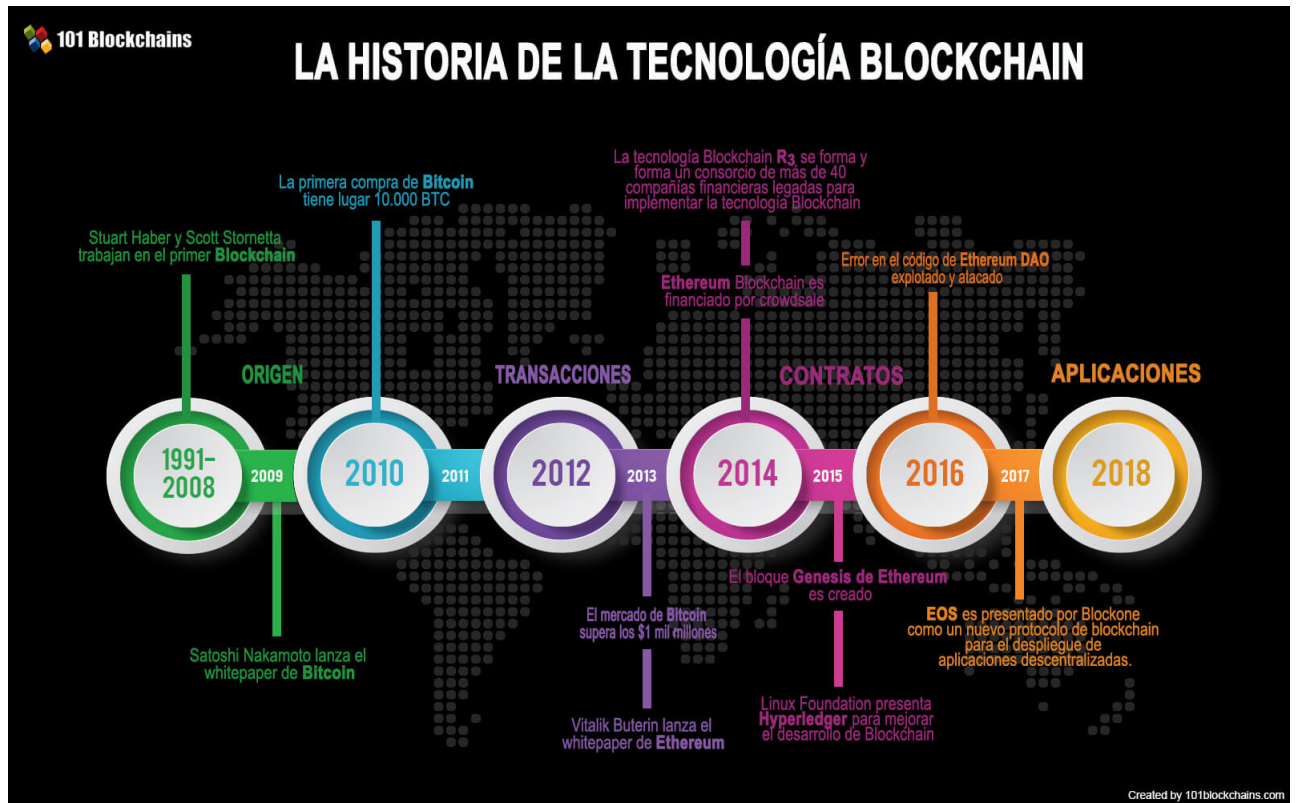 101 Blockchains
LA HISTORIA DE LA TECNOLOGÍA BLOCKCHAIN
La tecnología Blockchain R3, se forma y
forma un consorcio de más de 40
compañías financieras legadas para
implementar la tecnología Blockchain
La primera compra de Bitcoin
tiene lugar 10.000 BTC
Stuart Haber y Scott Stornetta
trabajan en el primer Blockchain
Ethereum Blockchain es
financiado por crowdsale
Error en el código de Ethereum DAO
explotado y atacado
ORIGEN
TRANSACCIONES
CONTRATOS
APLICACIONES
1991–
2008
2009
2010
2011
2012
2013
2014
2015
2016
2017
2018
Satoshi Nakamoto lanza el
whitepaper de Bitcoin
El mercado de Bitcoin
supera los $1 mil millones
Vitalik Buterin lanza el
whitepaper de Ethereum
El bloque Genesis de Ethereum
es creado
Linux Foundation presenta
Hyperledger para mejorar
el desarrollo de Blockchain
EOS es presentado por Blockone
como un nuevo protocolo de blockchain
para el despliegue de
aplicaciones descentralizadas.
Created by 101blockchains.com